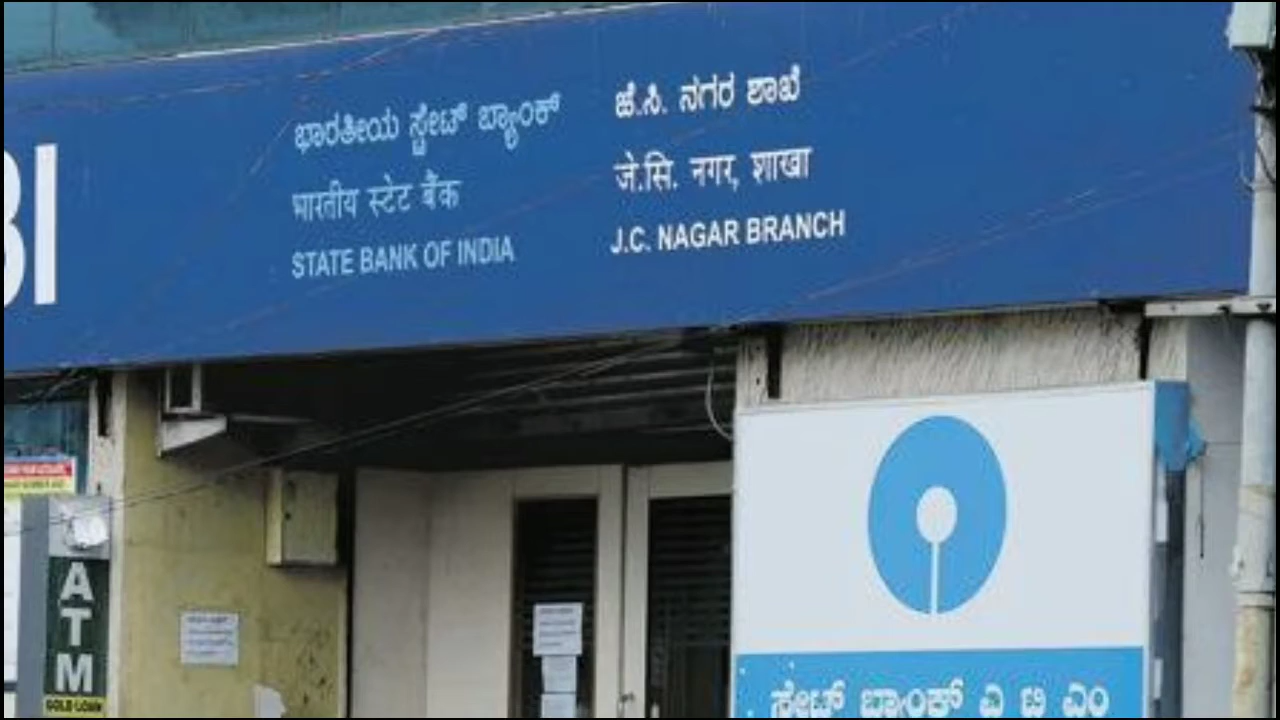 BI
ಭಾರತೀಯ ಸ್ಟೇಟ್ ಬ್ಯಾಂಕ್
भारतीय स्टेट बैंक
STATE BANK OF INDIA
ಜೆ.ಸಿ. ನಗರ ಶಾಖೆ
जे.सि. नगर, शाखा
J.C. NAGAR BRANCH
ATM
GOLD LOAN
ಸ್ಟೇಟ್ ಬ್ಯಾಂಕ್ ಎ ಟಿ ಎಂ